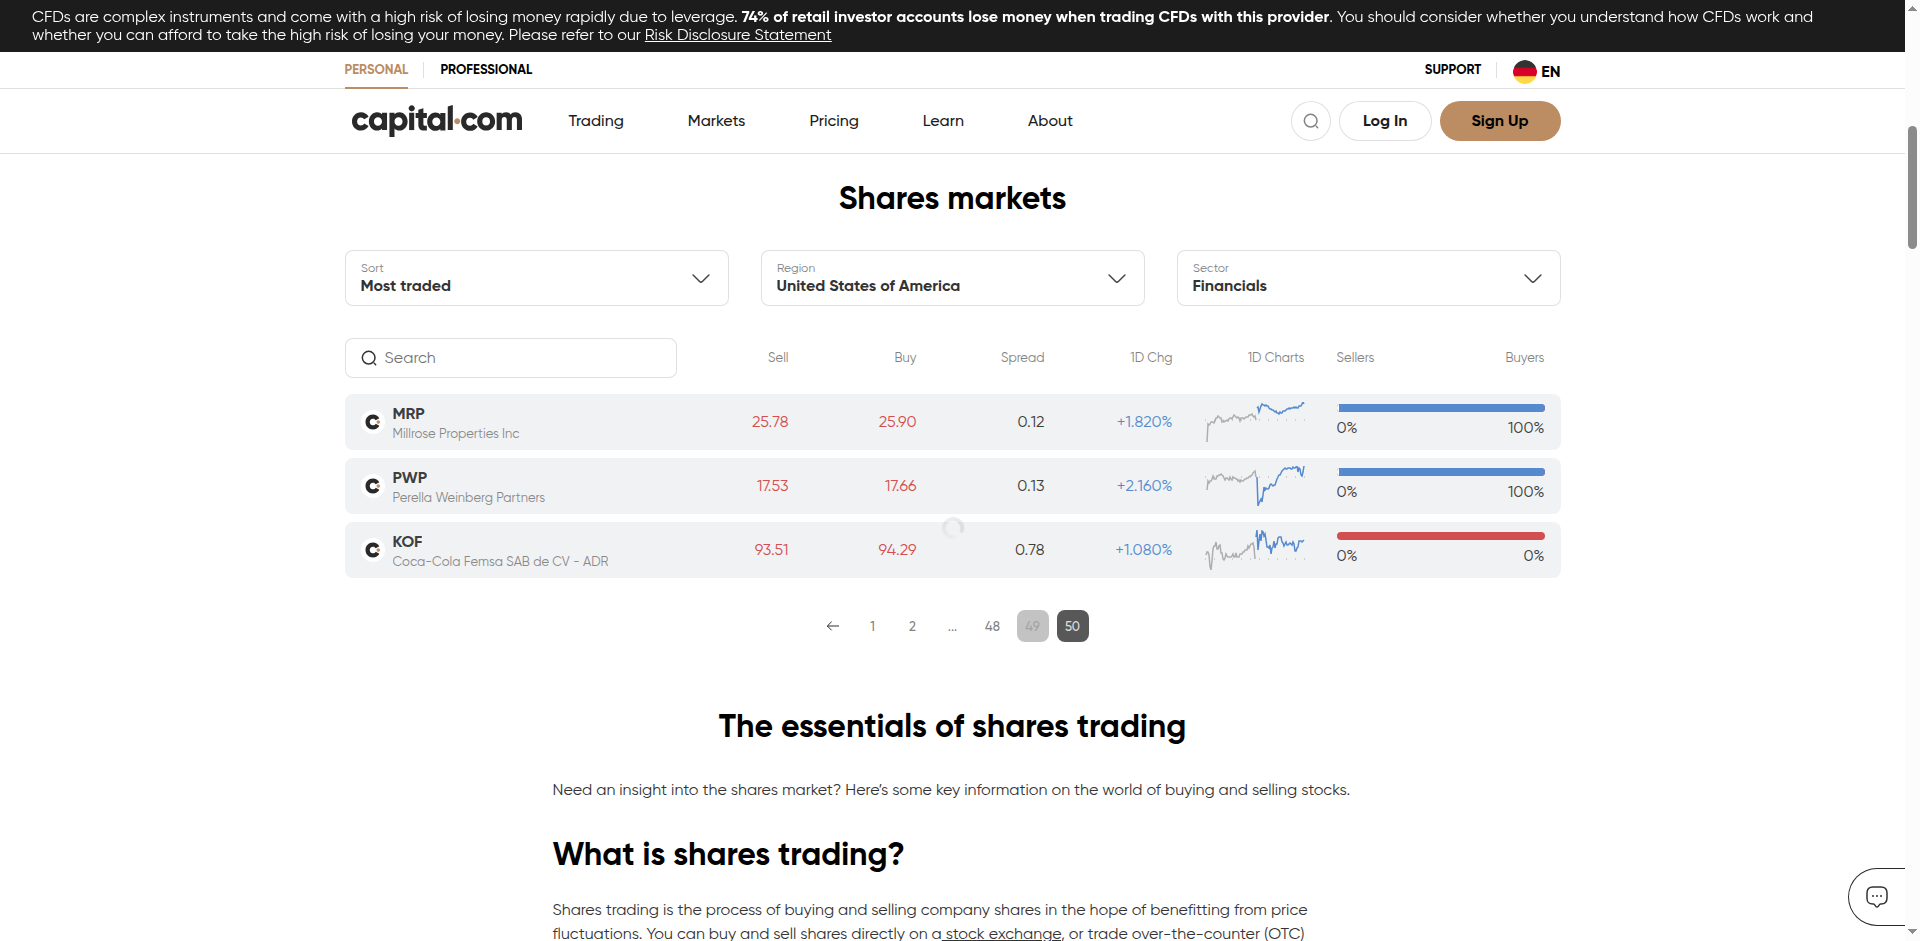 CFDs are complex instruments and come with a high risk of losing money rapidly due to leverage. 74% of retail investor accounts lose money when trading CFDs with this provider. You should consider whether you understand how CFDs work and
whether you can afford to take the high risk of losing your money. Please refer to our Risk Disclosure Statement
PERSONAL PROFESSIONAL SUPPORT EN
capital.com Trading Markets Pricing Learn About Log In Sign Up
Shares markets
Sort Region Sector
Most traded United States of America Financials
Search Sell Buy Spread 1D Chg 1D Charts Sellers Buyers
MRP
Millrose Properties Inc
25.78 25.90 0.12 +1.820% 0% 100%
PWP
Perella Weinberg Partners
17.53 17.66 0.13 +2.160% 0% 100%
KOF
Coca-Cola Femsa SAB de CV - ADR
93.51 94.29 0.78 +1.080% 0% 0%
1 2 ... 48 49 50
The essentials of shares trading
Need an insight into the shares market? Here’s some key information on the world of buying and selling stocks.
What is shares trading?
Shares trading is the process of buying and selling company shares in the hope of benefitting from price
fluctuations. You can buy and sell shares directly on a stock exchange, or trade over-the-counter (OTC)